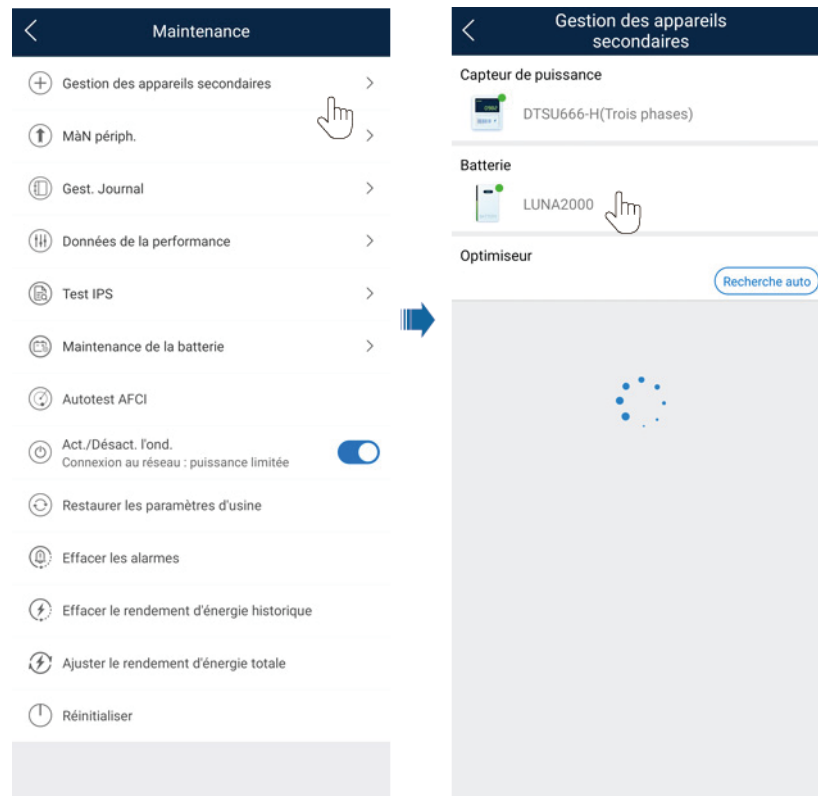 Maintenance
Gestion des appareils secondaires
MàN périph.
Gest. Journal
Données de la performance
Test IPS
Maintenance de la batterie
Autotest AFCI
Act./Désact. l'ond.
Connexion au réseau : puissance limitée
Restaurer les paramètres d'usine
Effacer les alarmes
Effacer le rendement d'énergie historique
Ajuster le rendement d'énergie totale
Réinitialiser
Gestion des appareils
secondaires
Capteur de puissance
DTSU666-H(Trois phases)
Batterie
LUNA2000
Optimiseur
Recherche auto